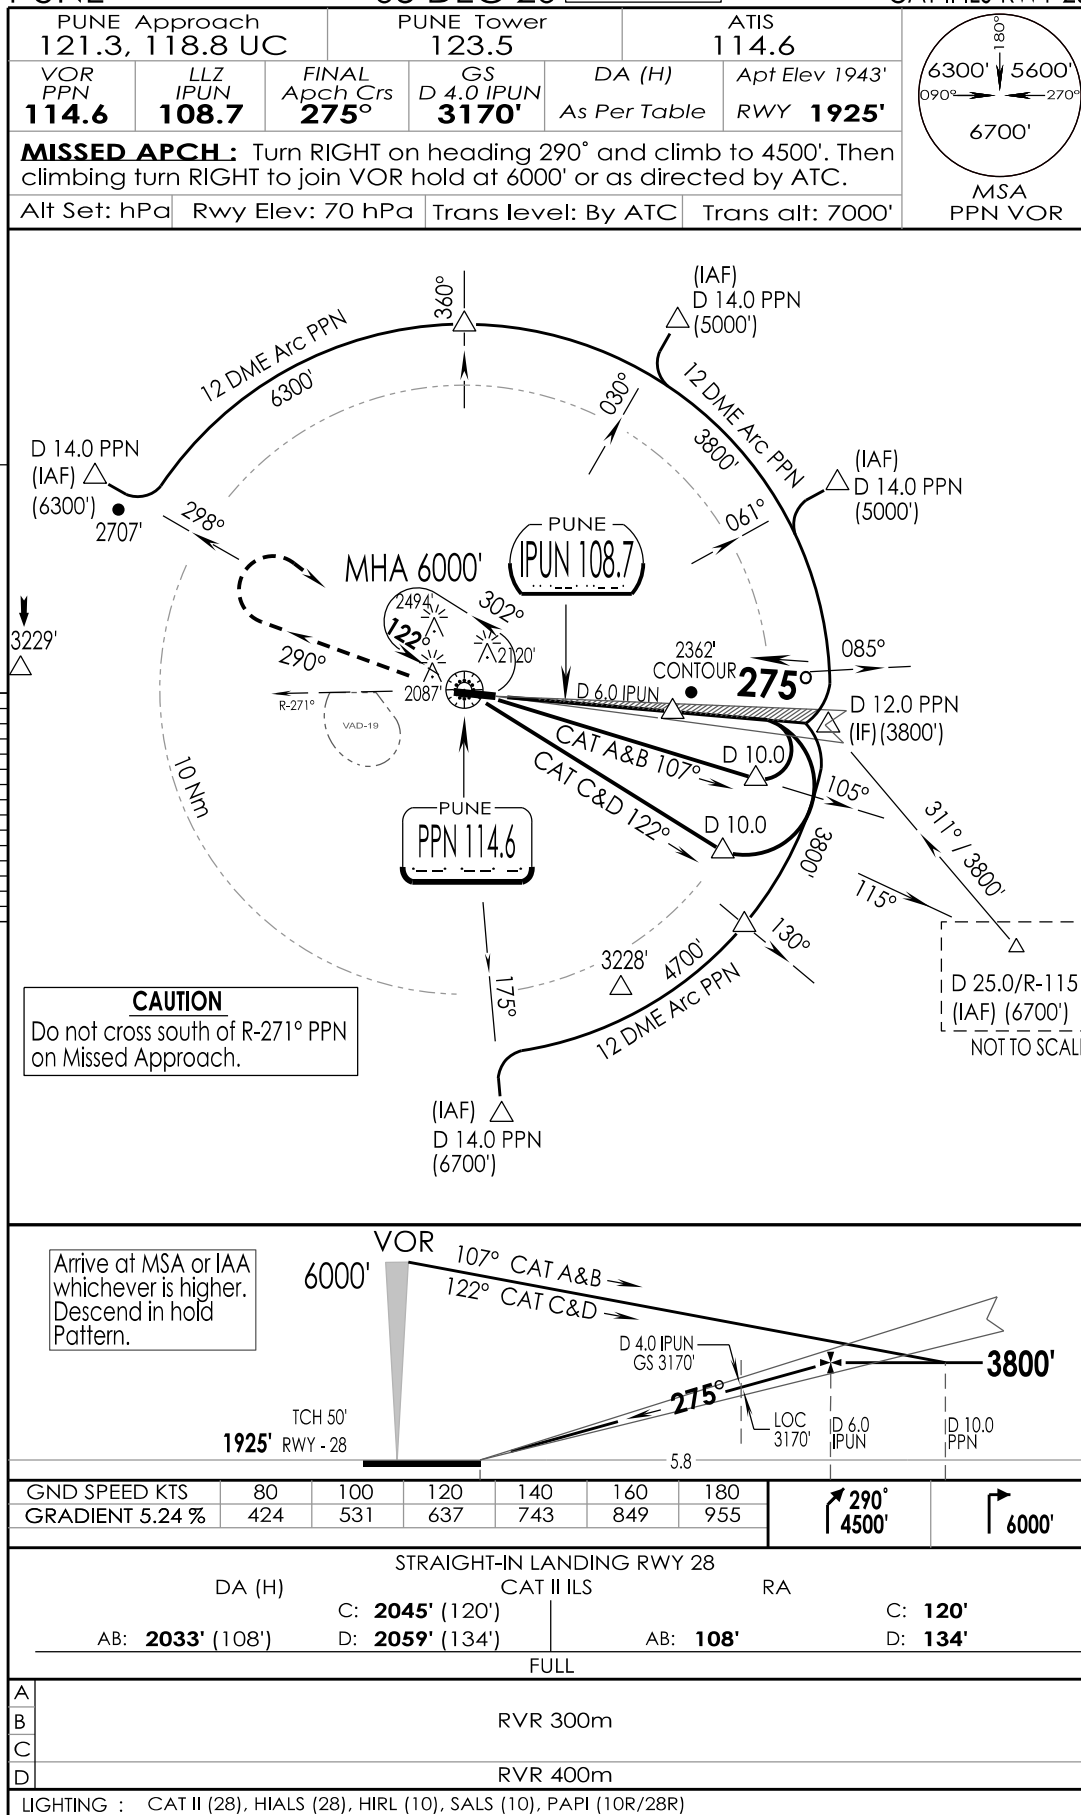 PUNE Approach
121.3, 118.8 UC
PUNE Tower
123.5
ATIS
114.6
VOR
PPN
114.6
LLZ
IPUN
108.7
FINAL
Apch Crs
275°
GS
D 4.0 IPUN
3170'
DA (H)
As Per Table
Apt Elev 1943'
RWY 1925'
MISSED APCH : Turn RIGHT on heading 290° and climb to 4500'. Then
climbing turn RIGHT to join VOR hold at 6000' or as directed by ATC.
Alt Set: hPa
Rwy Elev: 70 hPa
Trans level: By ATC
Trans alt: 7000'
180°
6300'
5600'
090°
270°
6700'
MSA
PPN VOR
(IAF)
D 14.0 PPN
(5000')
360°
12 DME Arc PPN
6300'
12 DME Arc PPN
3800'
030°
D 14.0 PPN
(IAF)
(6300')
2707'
298°
(IAF)
D 14.0 PPN
(5000')
061°
PUNE
IPUN 108.7
MHA 6000'
2494'
302°
122°
2120'
2087'
3229'
290°
R-271°
VAD-19
2362'
CONTOUR
275°
085°
D 6.0 IPUN
D 12.0 PPN
(IF)(3800')
CAT A&B 107°
D 10.0
CAT C&D 122°
D 10.0
105°
3800'
311° / 3800'
115°
10 Nm
PUNE
PPN 114.6
130°
D 25.0/R-115
(IAF) (6700')
NOT TO SCALE
3228'
4700'
12 DME Arc PPN
175°
CAUTION
Do not cross south of R-271° PPN
on Missed Approach.
(IAF)
D 14.0 PPN
(6700')
Arrive at MSA or IAA
whichever is higher.
Descend in hold
Pattern.
VOR
6000'
107° CAT A&B
122° CAT C&D
D 4.0 IPUN
GS 3170'
275°
3800'
LOC
3170'
D 6.0
IPUN
D 10.0
PPN
TCH 50'
1925' RWY - 28
5.8
GND SPEED KTS 80 100 120 140 160 180
GRADIENT 5.24 % 424 531 637 743 849 955
290°
4500'
6000'
STRAIGHT-IN LANDING RWY 28
DA (H) CAT II ILS RA
C: 2045' (120') C: 120'
AB: 2033' (108') D: 2059' (134') AB: 108' D: 134'
FULL
A
B
C
RVR 300m
D
RVR 400m
LIGHTING : CAT II (28), HIALS (28), HIRL (10), SALS (10), PAPI (10R/28R)